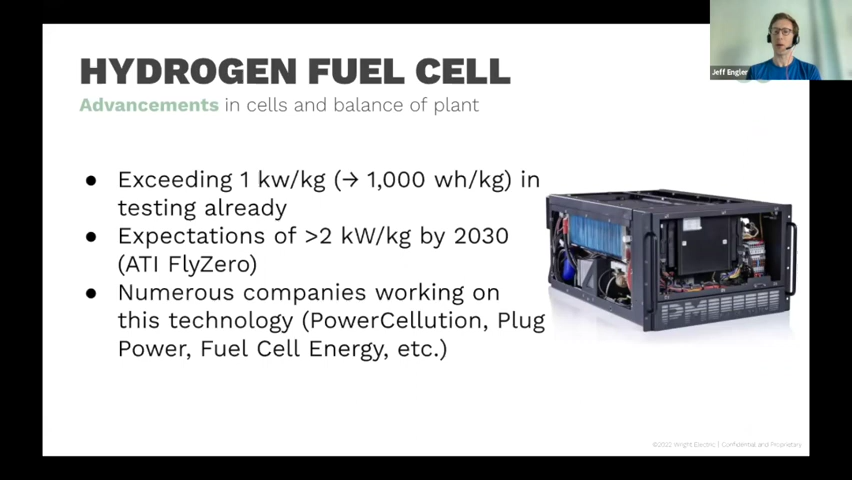 HYDROGEN FUEL CELL
Advancements in cells and balance of plant
Jeff Engler
● Exceeding 1 kw/kg (→ 1,000 wh/kg) in
testing already
● Expectations of >2 kW/kg by 2030
(ATI FlyZero)
● Numerous companies working on
this technology (PowerCellution, Plug
Power, Fuel Cell Energy, etc.)
©2022 Wright Electric | Confidential and Proprietary